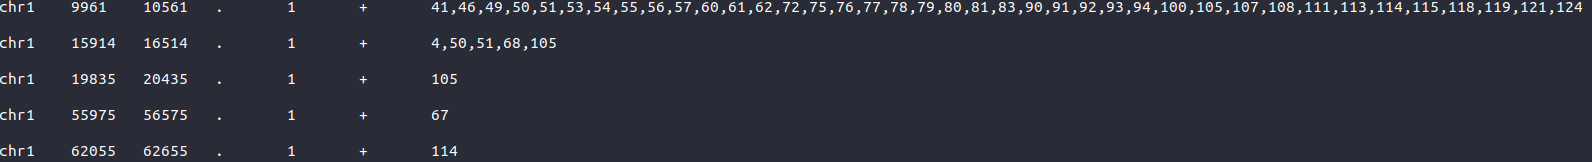 chr1 9961 10561 . 1 + 41,46,49,50,51,53,54,55,56,57,60,61,62,72,75,76,77,78,79,80,81,83,90,91,92,93,94,100,105,107,108,111,113,114,115,118,119,121,124
chr1 15914 16514 . 1 + 4,50,51,68,105
chr1 19835 20435 . 1 + 105
chr1 55975 56575 . 1 + 67
chr1 62055 62655 . 1 + 114